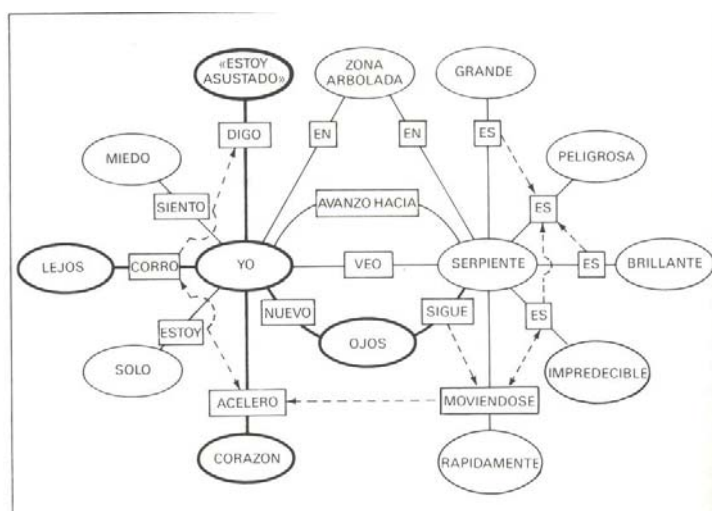 «ESTOY
ASUSTADO»
ZONA
ARBOLADA
GRANDE
DIGO
EN
EN
ES
MIEDO
PELIGROSA
SIENTO
AVANZO HACIA
ES
LEJOS
CORRO
YO
VEO
SERPIENTE
ES
BRILLANTE
NUEVO
SIGUE
ES
ESTOY
OJOS
SOLO
IMPREDECIBLE
ACELERO
MOVIENDOSE
CORAZON
RAPIDAMENTE